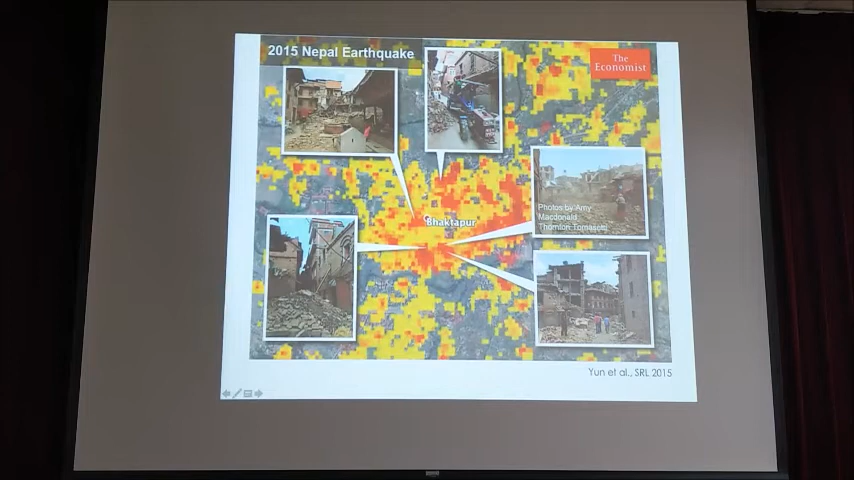 2015 Nepal Earthquake
The
Economist
Bhaktapur
Photos by Amy
Macdonald,
Thornton Tomasetti
Yun et al., SRL 2015